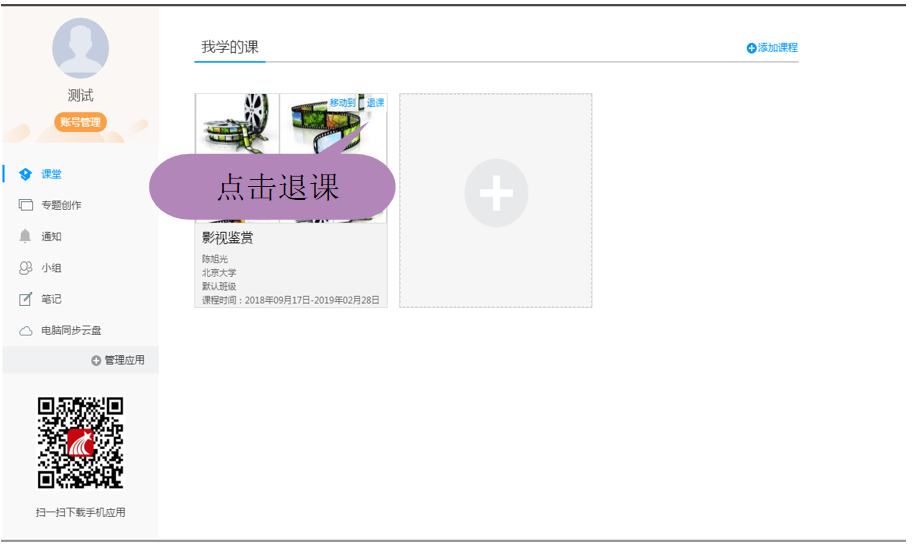 测试
账号管理
课堂
专题创作
通知
小组
笔记
电脑同步云盘
管理应用
扫一扫下载手机应用
我学的课
添加课程
移动到 退课
点击退课
影视鉴赏
陈旭光
北京大学
默认班级
课程时间：2018年09月17日-2019年02月28日